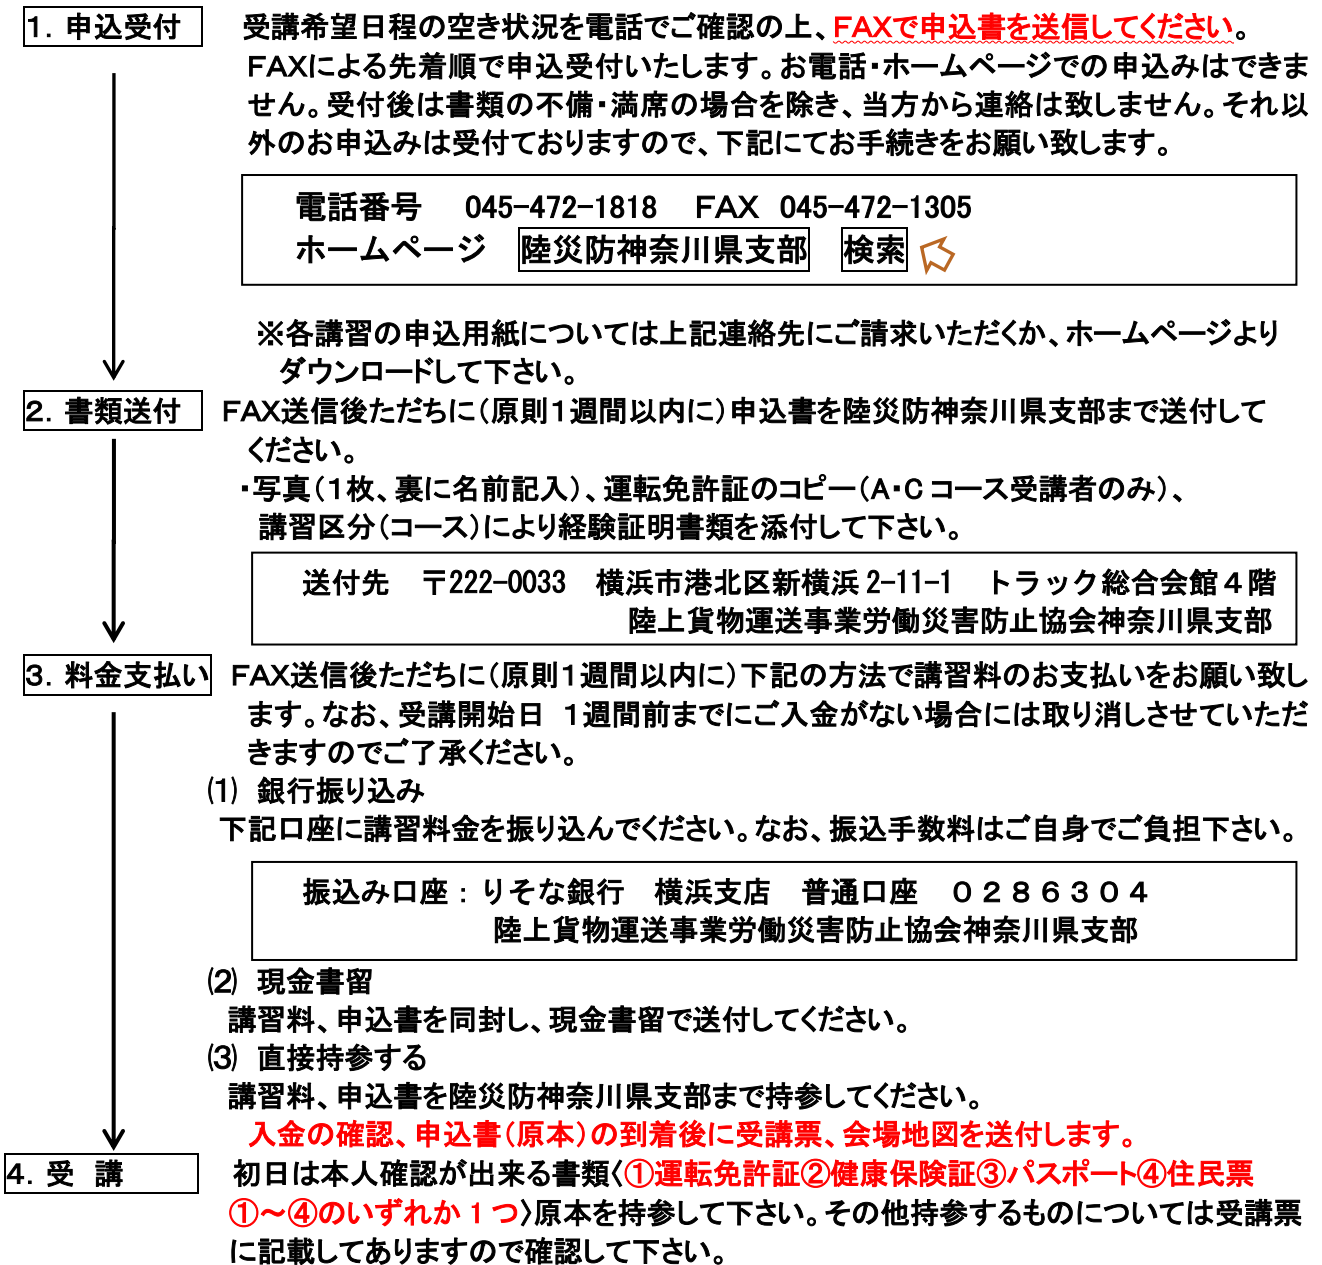 1．申込受付　受講希望日程の空き状況を電話でご確認の上、FAXで申込書を送信してください。
FAXによる先着順で申込受付いたします。お電話・ホームページでの申込みはできま
せん。受付後は書類の不備・満席の場合を除き、当方から連絡は致しません。それ以
外のお申込みは受付ておりますので、下記にてお手続きをお願い致します。
電話番号　045-472-1818　FAX　045-472-1305
ホームページ　陸災防神奈川県支部　検索
※各講習の申込用紙については上記連絡先にご請求いただくか、ホームページより
ダウンロードして下さい。
2．書類送付　FAX送信後ただちに（原則1週間以内に）申込書を陸災防神奈川県支部まで送付して
ください。
・写真（1枚、裏に名前記入）、運転免許証のコピー（A・Cコース受講者のみ）、
講習区分（コース）により経験証明書類を添付して下さい。
送付先　〒222-0033　横浜市港北区新横浜2-11-1　トラック総合会館４階
陸上貨物運送事業労働災害防止協会神奈川県支部
3．料金支払い　FAX送信後ただちに（原則1週間以内に）下記の方法で講習料のお支払いをお願い致し
ます。なお、受講開始日　1週間前までにご入金がない場合には取り消しさせていただ
きますのでご了承ください。
⑴　銀行振り込み
下記口座に講習料金を振り込んでください。なお、振込手数料はご自身でご負担下さい。
振込み口座：りそな銀行　横浜支店　普通口座　０２８６３０４
陸上貨物運送事業労働災害防止協会神奈川県支部
⑵　現金書留
講習料、申込書を同封し、現金書留で送付してください。
⑶　直接持参する
講習料、申込書を陸災防神奈川県支部まで持参してください。
入金の確認、申込書（原本）の到着後に受講票、会場地図を送付します。
4．受　講　初日は本人確認が出来る書類〈①運転免許証②健康保険証③パスポート④住民票
①～④のいずれか1つ〉原本を持参して下さい。その他持参するものについては受講票
に記載してありますので確認して下さい。